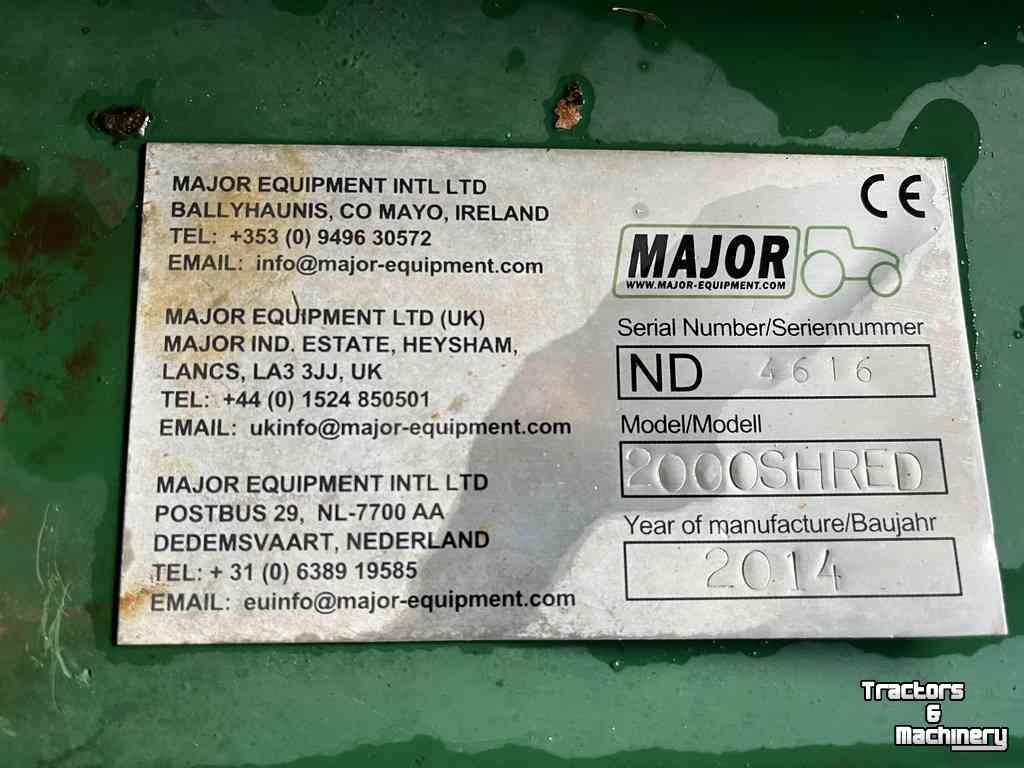 MAJOR EQUIPMENT INTL LTD
BALLYHAUNIS, CO MAYO, IRELAND
TEL: +353 (0) 9496 30572
EMAIL: info@major-equipment.com
MAJOR EQUIPMENT LTD (UK)
MAJOR IND. ESTATE, HEYSHAM,
LANCS, LA3 3JJ, UK
TEL: +44 (0) 1524 850501
EMAIL: ukinfo@major-equipment.com
MAJOR EQUIPMENT INTL LTD
POSTBUS 29, NL-7700 AA
DEDEMSVAART, NEDERLAND
TEL: + 31 (0) 6389 19585
EMAIL: euinfo@major-equipment.com
CE
MAJOR
WWW.MAJOR-EQUIPMENT.COM
Serial Number/Seriennummer
ND 4616
Model/Modell
2000SHRED
Year of manufacture/Baujahr
2014
Tractors
&
Machinery